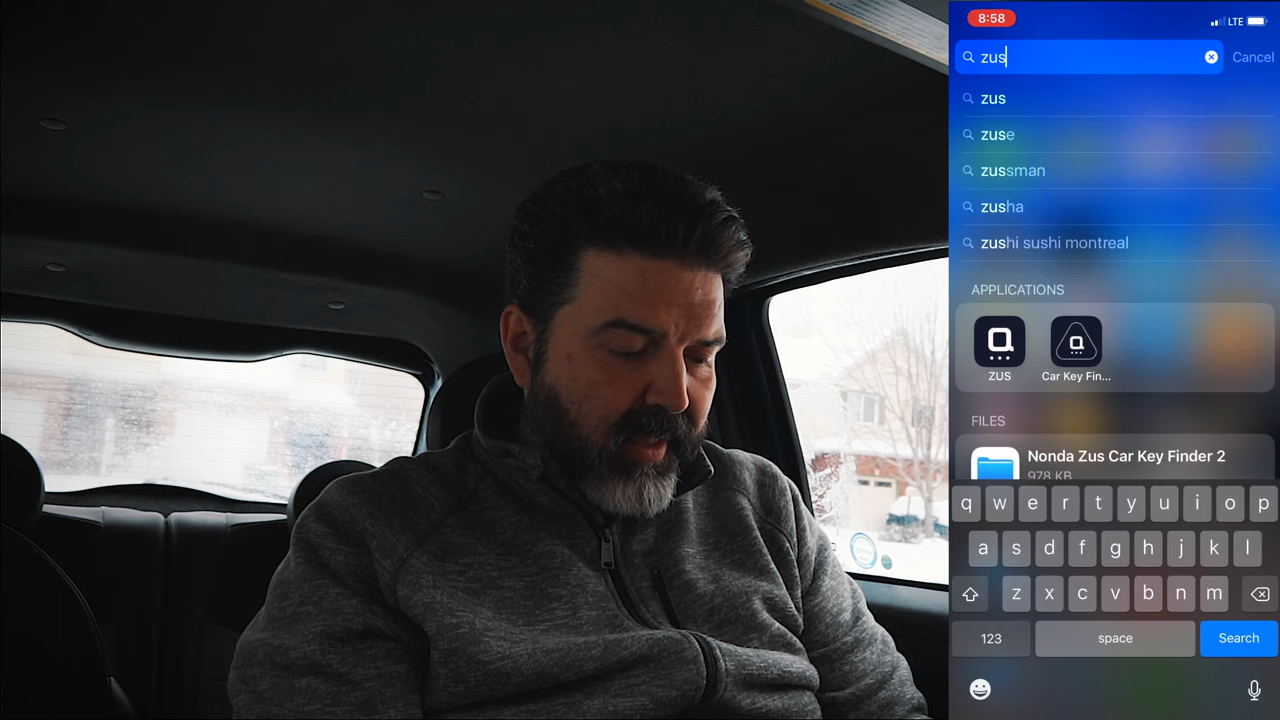 8:58
LTE
zus
Cancel
zus
zuse
zussman
zusha
zushi sushi montreal
APPLICATIONS
ZUS
Car Key Fin...
FILES
Nonda Zus Car Key Finder 2
978 KB
q w e r t y u i o p
a s d f g h j k l
z x c v b n m
123
space
Search